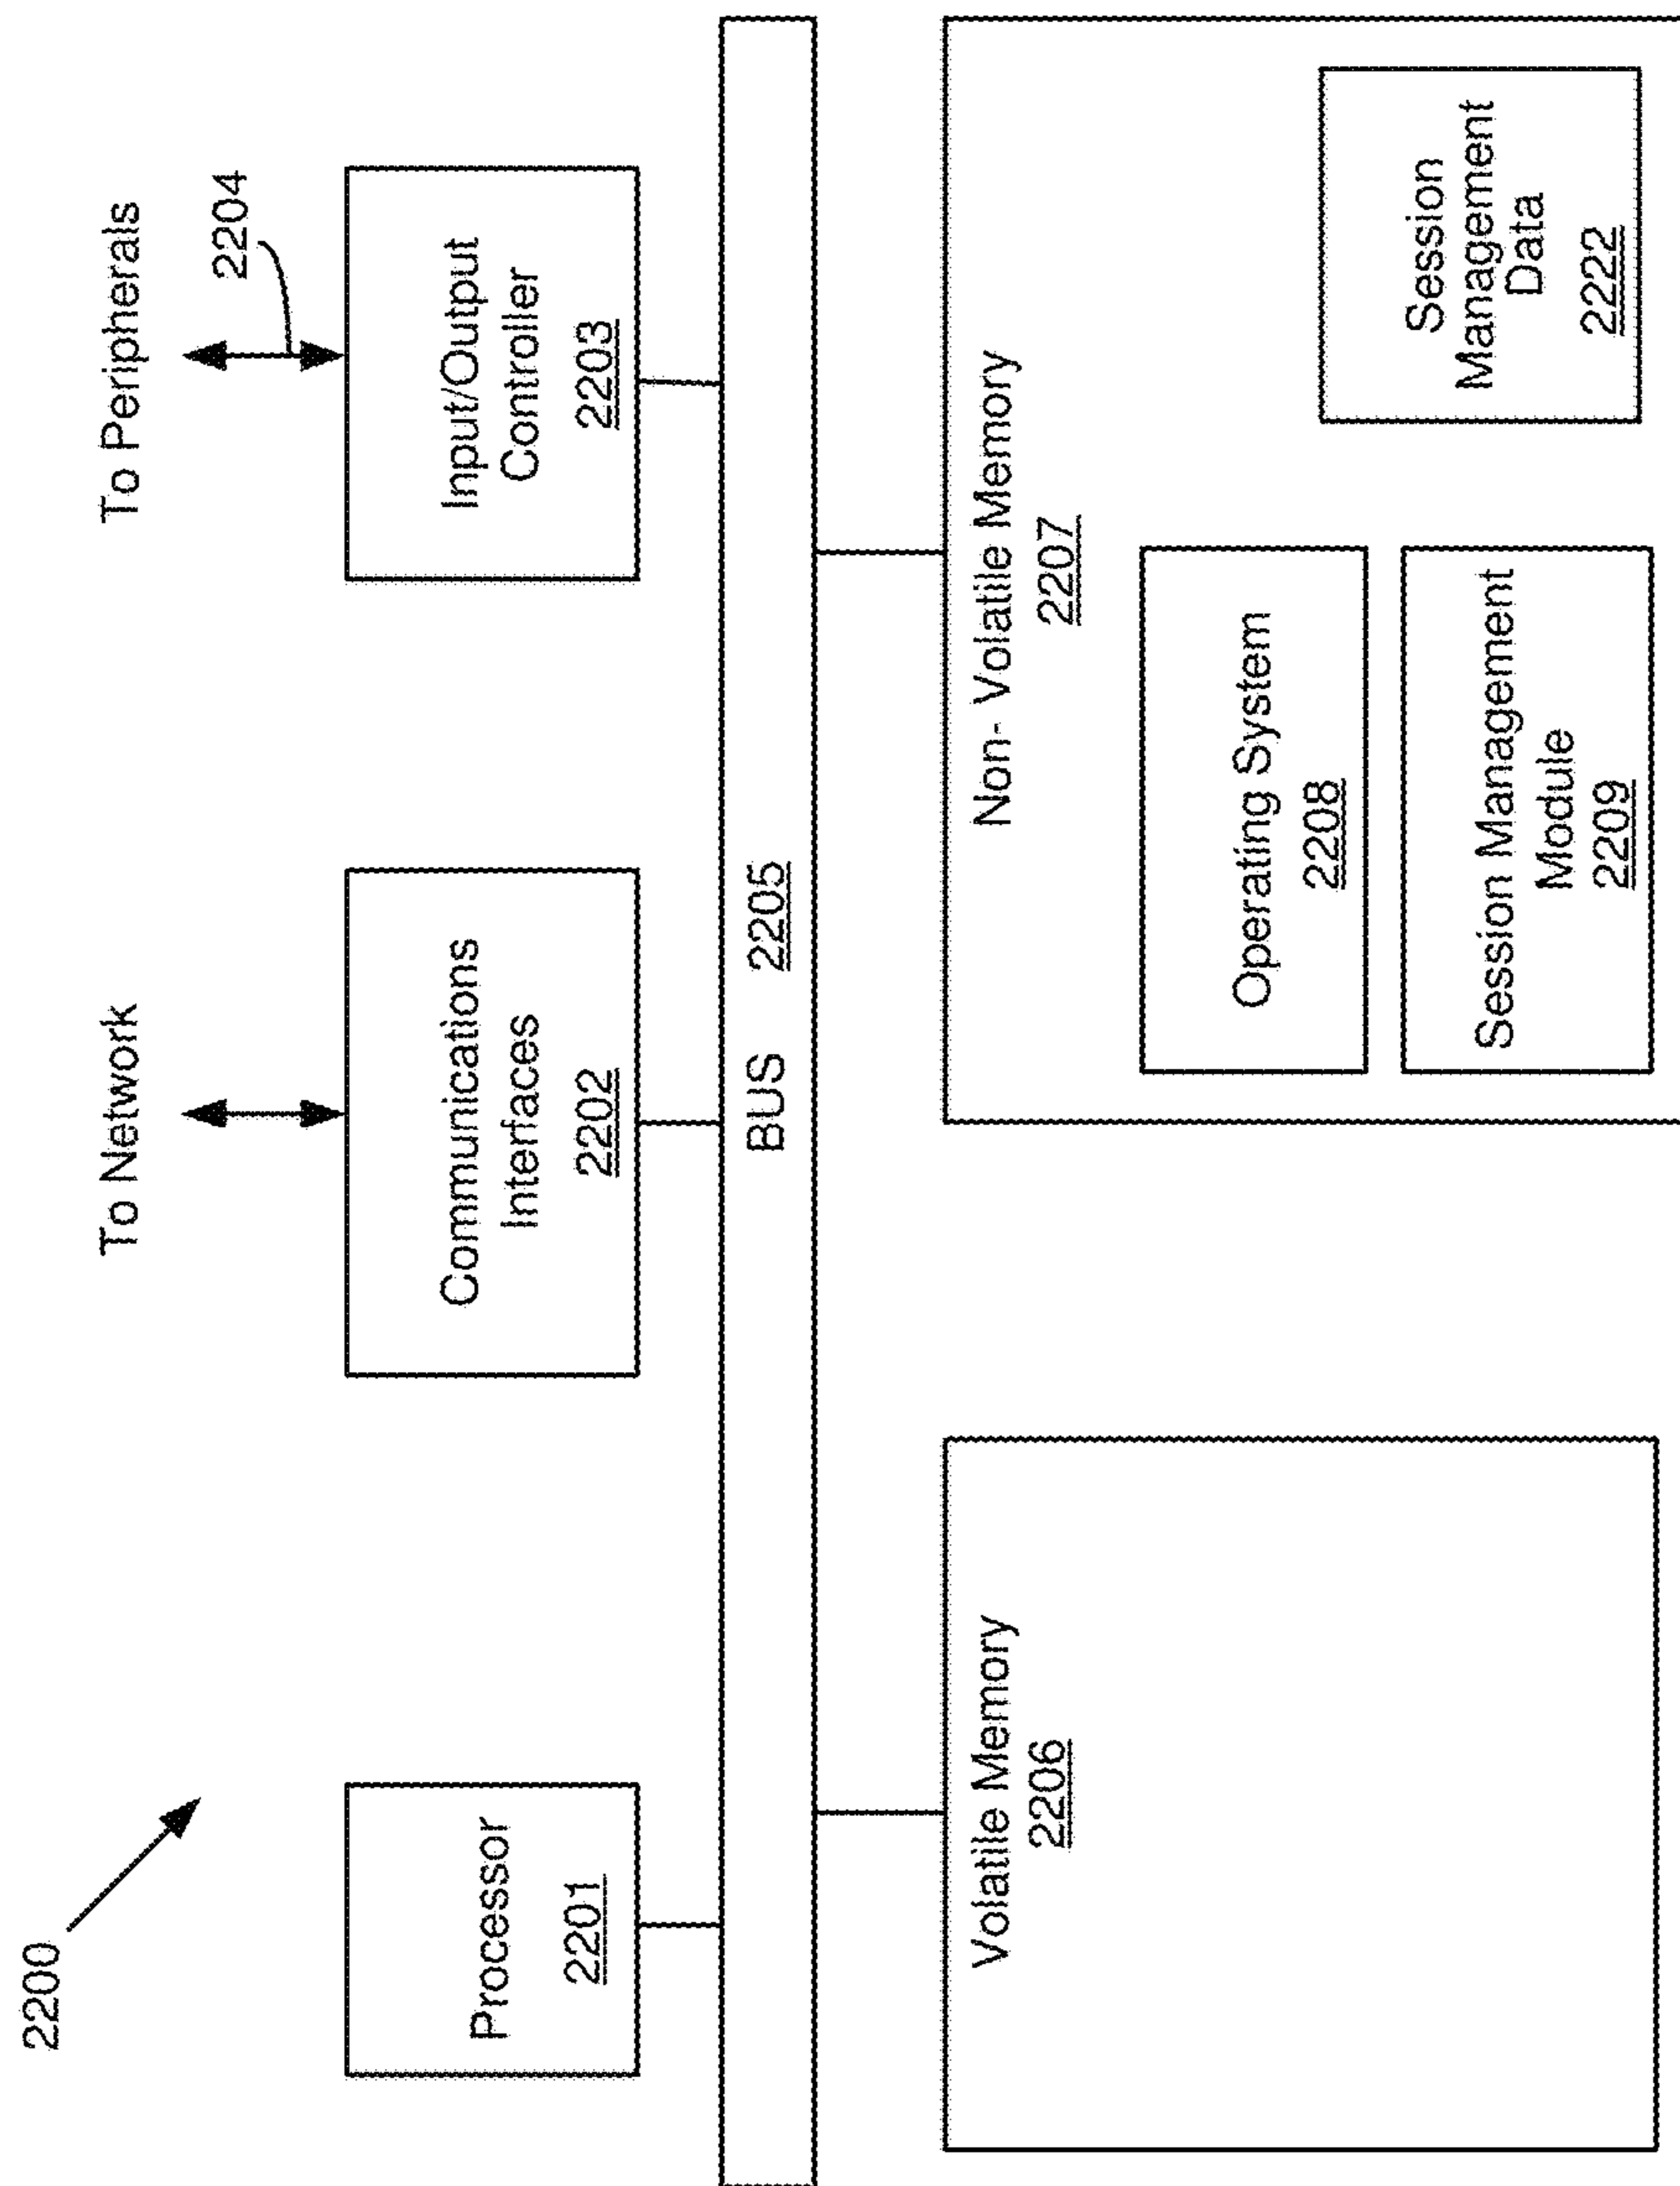 2200
To Network
To Peripherals
2204
Processor
2201
Communications
Interfaces
2202
Input/Output
Controller
2203
BUS 2205
Volatile Memory
2206
Non- Volatile Memory
2207
Operating System
2208
Session Management
Module
2209
Session
Management
Data
2222